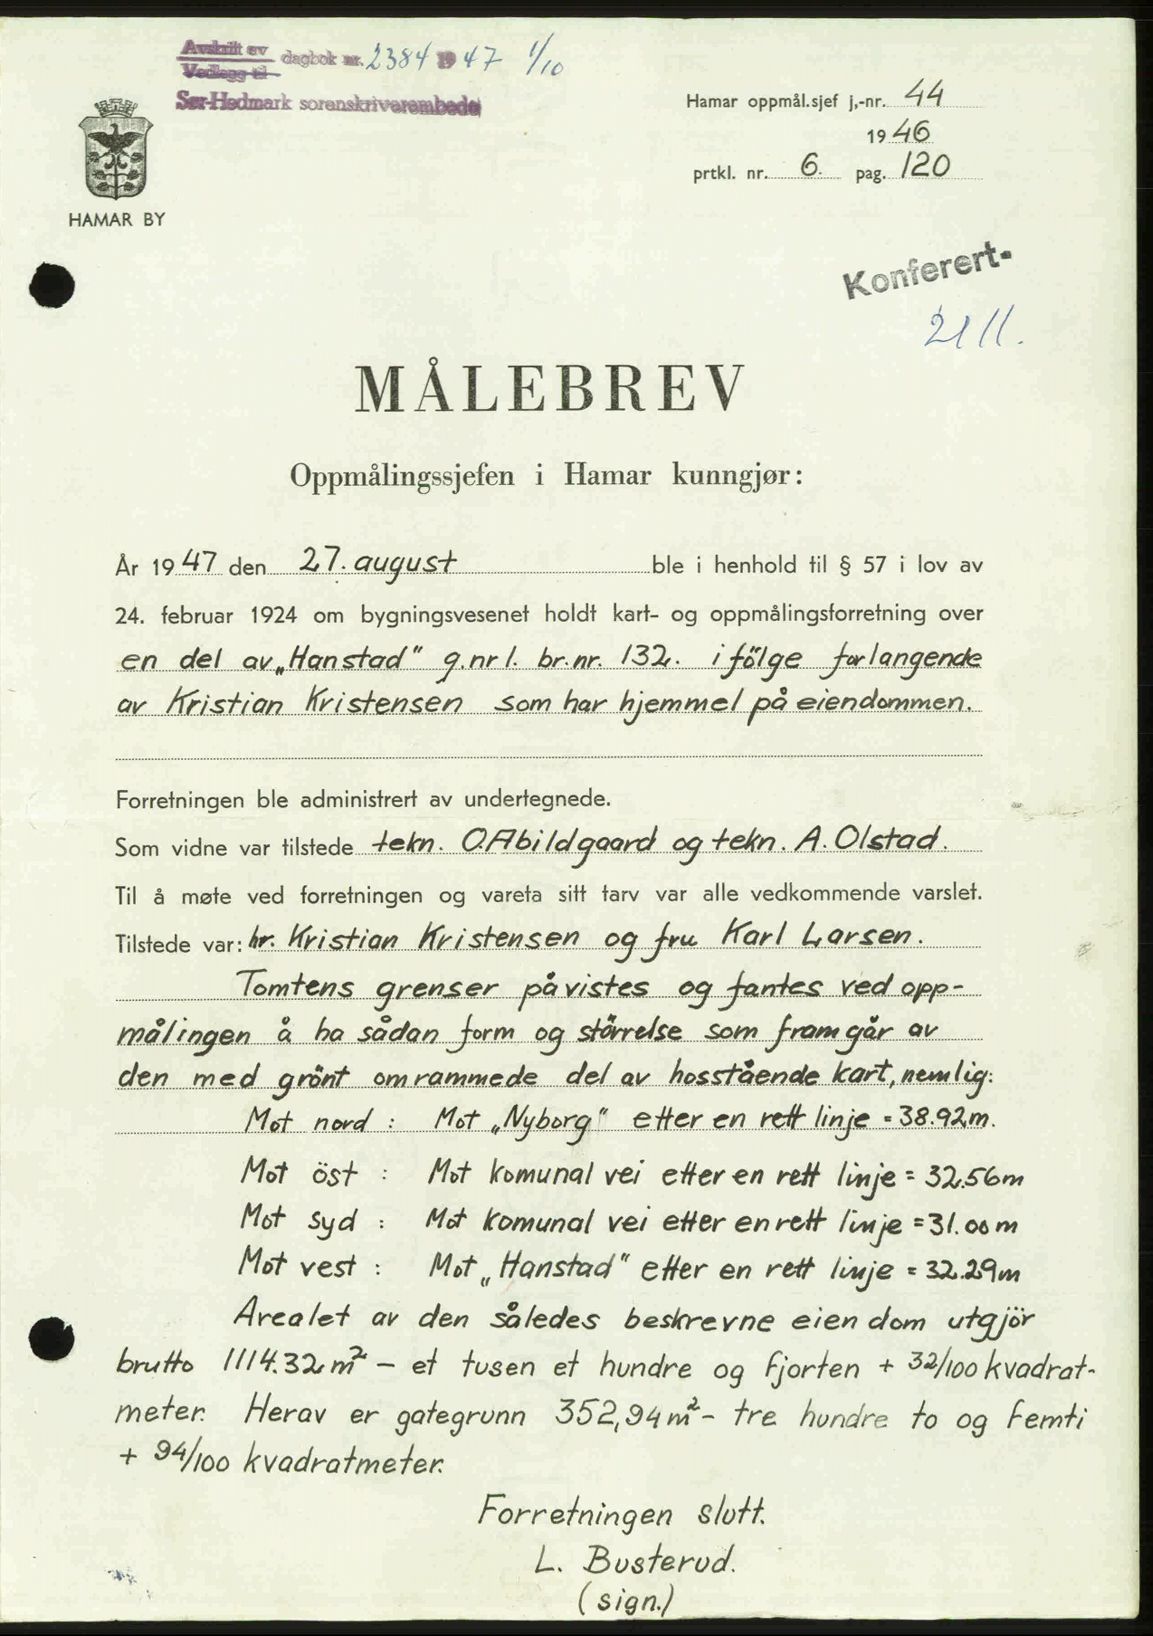 Avskrift ev
Vedlegg til dagbok nr. 2384 1947 1/10
Sør-Hedmark sorenskriverembede
Hamar oppmål.sjef j.-nr. 44
1946
prtkl. nr. 6. pag. 120
HAMAR BY
Konferert-
21 11.
MÅLEBREV
Oppmålingssjefen i Hamar kunngjør:
År 1947 den 27. august ble i henhold til § 57 i lov av
24. februar 1924 om bygningsvesenet holdt kart- og oppmålingsforretning over
en del av „Hanstad" g.nr 1. br.nr. 132. ifölge forlangende
av Kristian Kristensen som har hjemmel på eiendommen.
Forretningen ble administrert av undertegnede.
Som vidne var tilstede tekn. O. Abildgaard og tekn. A. Olstad.
Til å møte ved forretningen og vareta sitt tarv var alle vedkommende varslet.
Tilstede var: hr. Kristian Kristensen og fru Karl Larsen.
Tomtens grenser påvistes og fantes ved opp-
målingen å ha sådan form og störrelse som framgår av
den med grönt omrammede del av hosstående kart, nemlig:
Mot nord : Mot „Nyborg" etter en rett linje = 38.92m.
Mot öst : Mot komunal vei etter en rett linje = 32.56m
Mot syd : Mot komunal vei etter en rett linje = 31.00m
Mot vest : Mot „Hanstad" etter en rett linje = 32.29m
Arealet av den således beskrevne eiendom utgjör
brutto 1114.32m² - et tusen et hundre og fjorten + 32/100 kvadrat-
meter. Herav er gategrunn 352,94m² - tre hundre to og femti
+ 94/100 kvadratmeter.
Forretningen slutt.
L. Busterud.
(sign.)